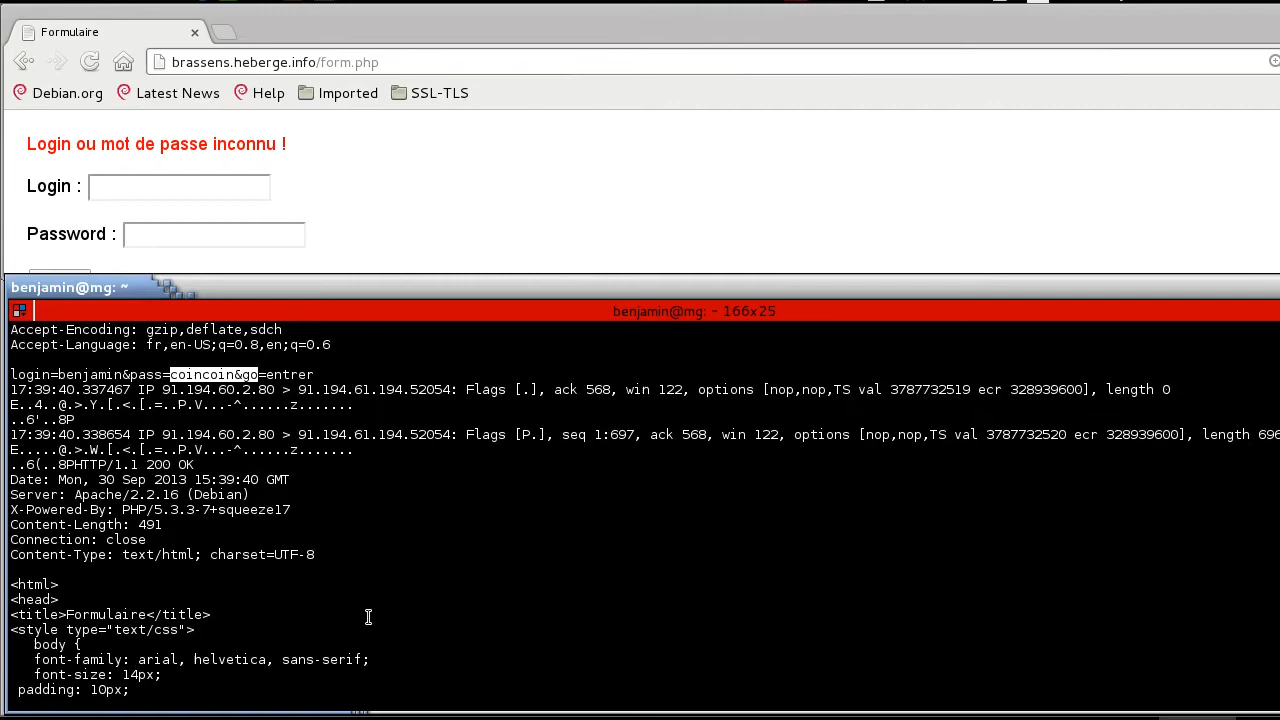 Formulaire
brassens.heberge.info/form.php
Debian.org Latest News Help Imported SSL-TLS
Login ou mot de passe inconnu !
Login :
Password :
benjamin@mg: ~
benjamin@mg: ~ 166x25
Accept-Encoding: gzip,deflate,sdch
Accept-Language: fr,en-US;q=0.8,en;q=0.6
login=benjamin&pass=coincoin&go=entrer
17:39:40.337467 IP 91.194.60.2.80 > 91.194.61.194.52054: Flags [.], ack 568, win 122, options [nop,nop,TS val 3787732519 ecr 328939600], length 0
E..4..@.>.Y.[.<.[.=..P.V...-^......z.......
..6'..8P
17:39:40.338654 IP 91.194.60.2.80 > 91.194.61.194.52054: Flags [P.], seq 1:697, ack 568, win 122, options [nop,nop,TS val 3787732520 ecr 328939600], length 696
E.....@.>.W.[.<.[.=..P.V...-^......z.......
..6(..8PHTTP/1.1 200 OK
Date: Mon, 30 Sep 2013 15:39:40 GMT
Server: Apache/2.2.16 (Debian)
X-Powered-By: PHP/5.3.3-7+squeeze17
Content-Length: 491
Connection: close
Content-Type: text/html; charset=UTF-8
<html>
<head>
<title>Formulaire</title>
<style type="text/css">
body {
font-family: arial, helvetica, sans-serif;
font-size: 14px;
padding: 10px;